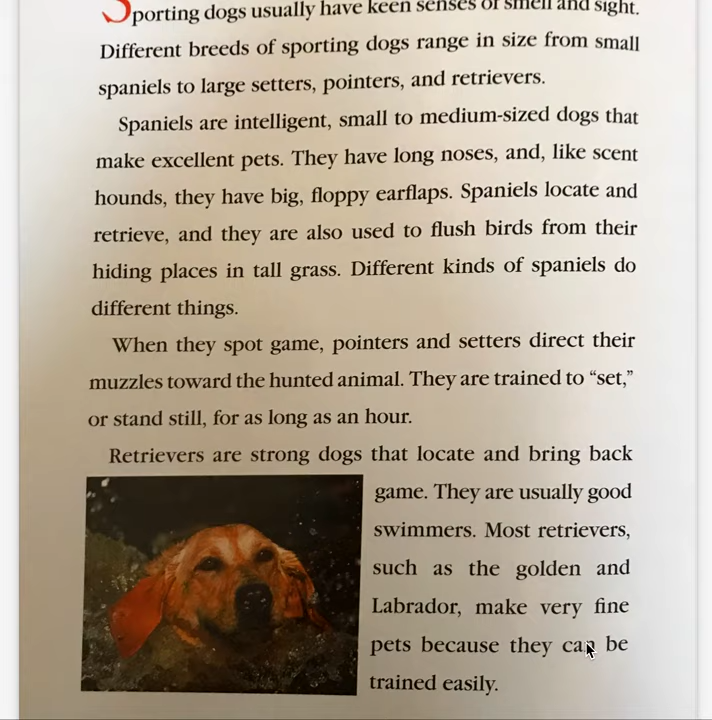 Sporting dogs usually have keen senses of smell and sight.
Different breeds of sporting dogs range in size from small
spaniels to large setters, pointers, and retrievers.
Spaniels are intelligent, small to medium-sized dogs that
make excellent pets. They have long noses, and, like scent
hounds, they have big, floppy earflaps. Spaniels locate and
retrieve, and they are also used to flush birds from their
hiding places in tall grass. Different kinds of spaniels do
different things.
When they spot game, pointers and setters direct their
muzzles toward the hunted animal. They are trained to “set,”
or stand still, for as long as an hour.
Retrievers are strong dogs that locate and bring back
game. They are usually good
swimmers. Most retrievers,
such as the golden and
Labrador, make very fine
pets because they can be
trained easily.